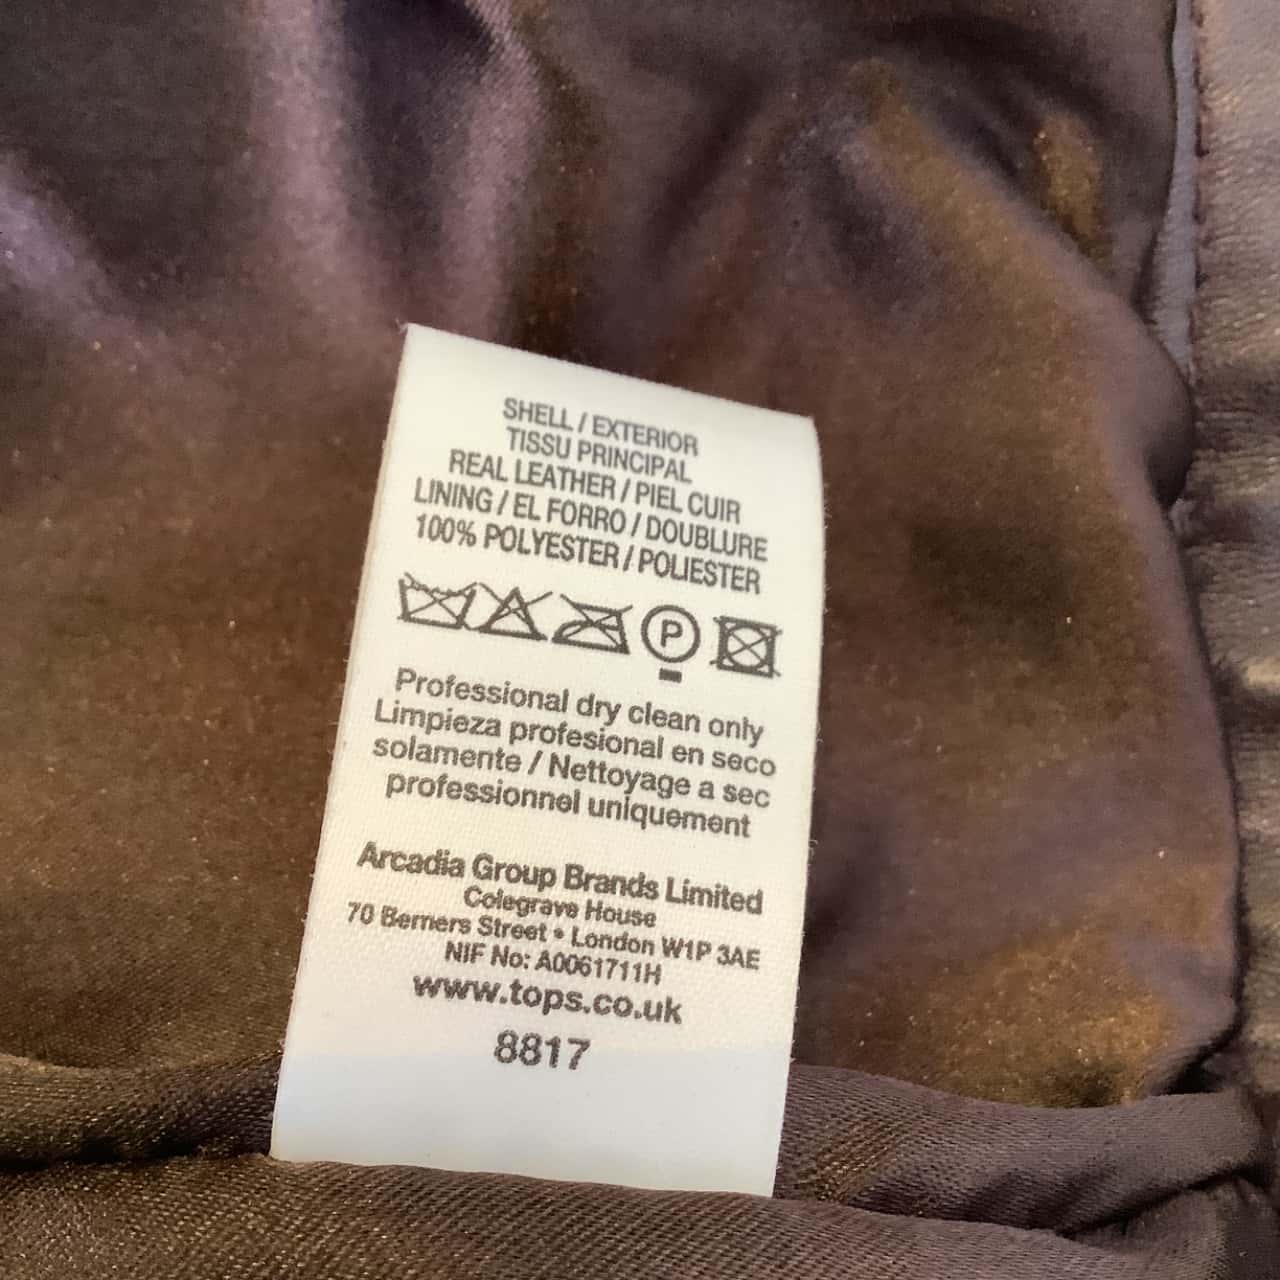 SHELL / EXTERIOR
TISSU PRINCIPAL
REAL LEATHER / PIEL CUIR
LINING / EL FORRO / DOUBLURE
100% POLYESTER / POLIESTER
P
Professional dry clean only
Limpieza profesional en seco
solamente / Nettoyage a sec
professionnel uniquement
Arcadia Group Brands Limited
Colegrave House
70 Berners Street • London W1P 3AE
NIF No: A0061711H
www.tops.co.uk
8817